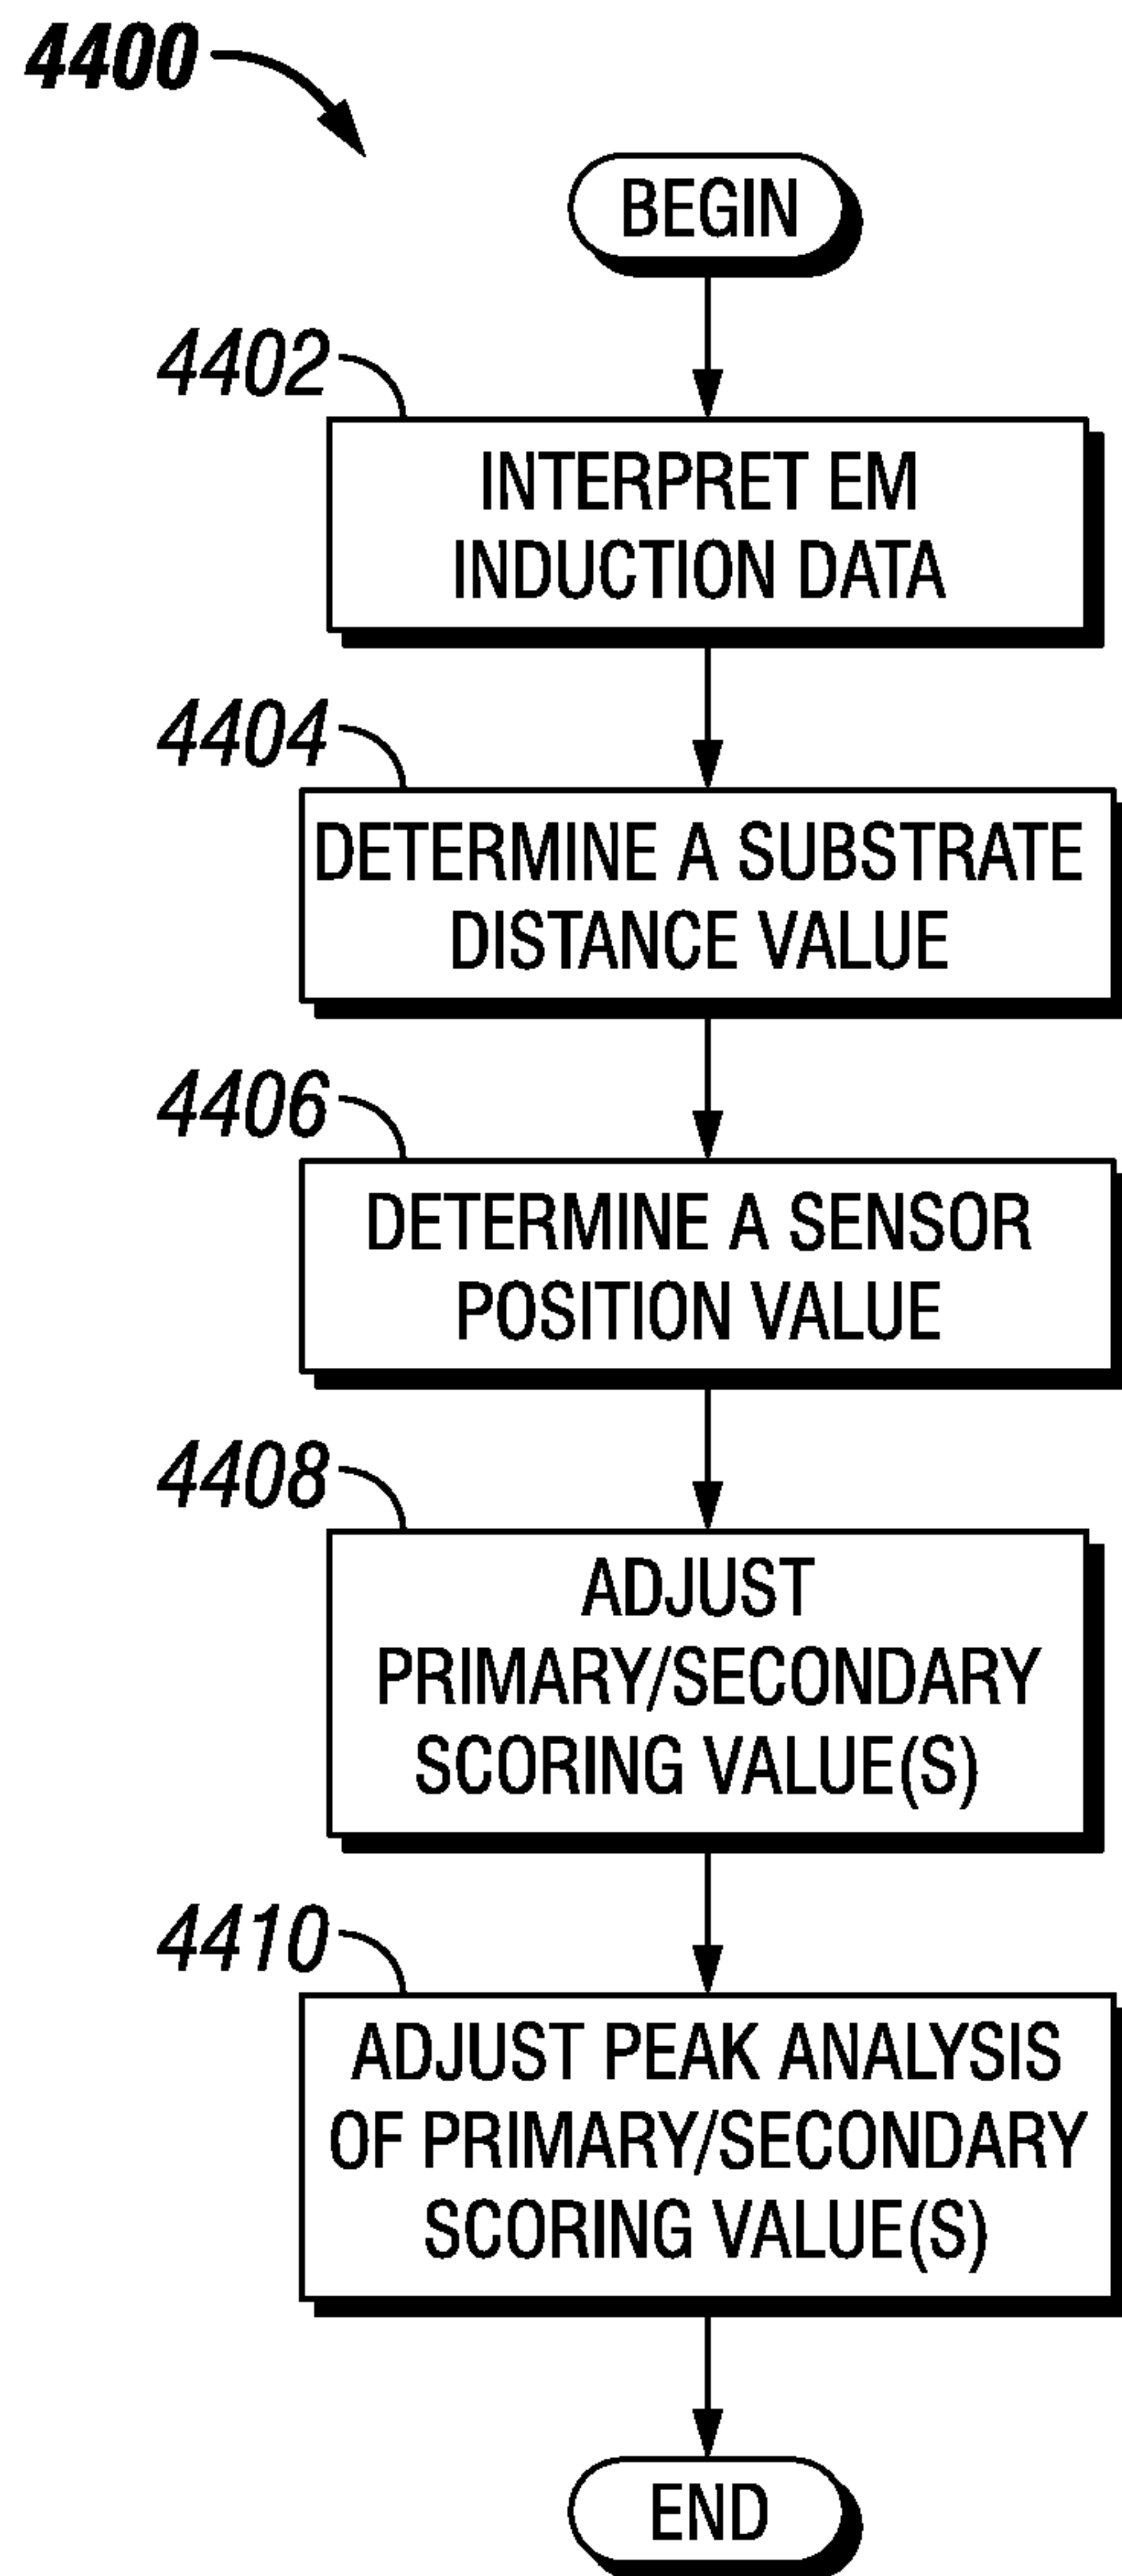 4400
BEGIN
4402
INTERPRET EM
INDUCTION DATA
4404
DETERMINE A SUBSTRATE
DISTANCE VALUE
4406
DETERMINE A SENSOR
POSITION VALUE
4408
ADJUST
PRIMARY/SECONDARY
SCORING VALUE(S)
4410
ADJUST PEAK ANALYSIS
OF PRIMARY/SECONDARY
SCORING VALUE(S)
END